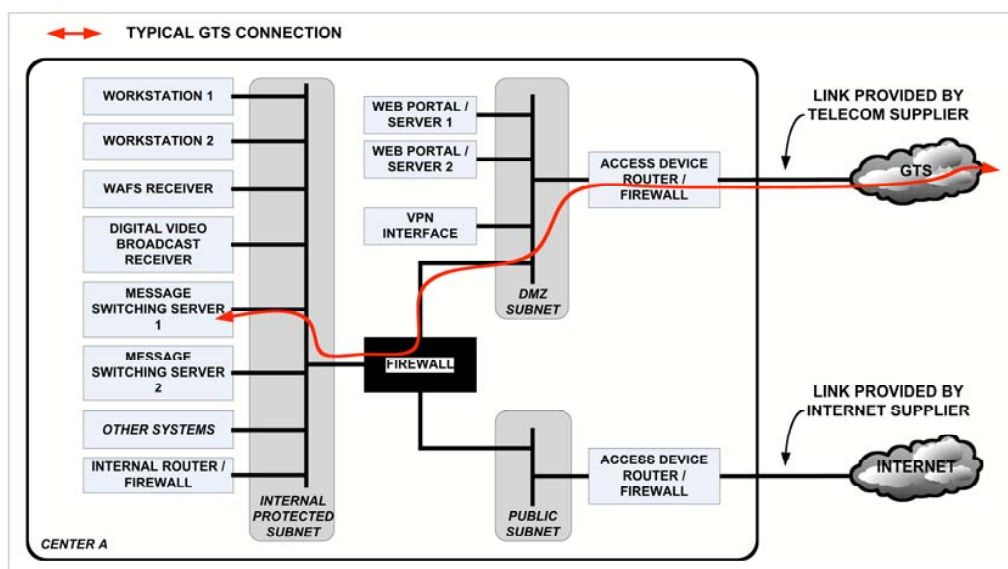 TYPICAL GTS CONNECTION
WORKSTATION 1
WORKSTATION 2
WAFS RECEIVER
DIGITAL VIDEO
BROADCAST
RECEIVER
MESSAGE
SWITCHING SERVER
1
MESSAGE
SWITCHING SERVER
2
OTHER SYSTEMS
INTERNAL ROUTER /
FIREWALL
INTERNAL
PROTECTED
SUBNET
CENTER A
WEB PORTAL /
SERVER 1
WEB PORTAL /
SERVER 2
VPN
INTERFACE
DMZ
SUBNET
FIREWALL
PUBLIC
SUBNET
ACCESS DEVICE
ROUTER /
FIREWALL
LINK PROVIDED BY
TELECOM SUPPLIER
GTS
ACCESS DEVICE
ROUTER /
FIREWALL
LINK PROVIDED BY
INTERNET SUPPLIER
INTERNET